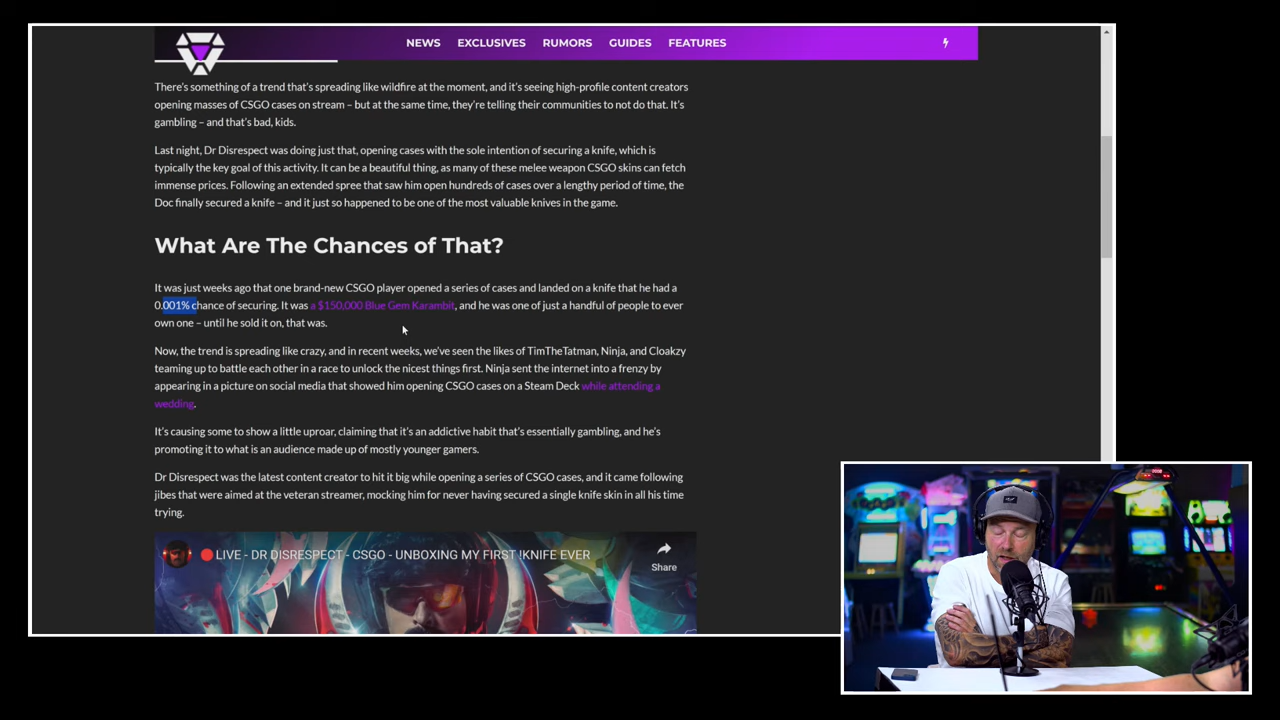 NEWS EXCLUSIVES RUMORS GUIDES FEATURES
There's something of a trend that's spreading like wildfire at the moment, and it's seeing high-profile content creators
opening masses of CSGO cases on stream – but at the same time, they're telling their communities to not do that. It's
gambling – and that's bad, kids.
Last night, Dr Disrespect was doing just that, opening cases with the sole intention of securing a knife, which is
typically the key goal of this activity. It can be a beautiful thing, as many of these melee weapon CSGO skins can fetch
immense prices. Following an extended spree that saw him open hundreds of cases over a lengthy period of time, the
Doc finally secured a knife – and it just so happened to be one of the most valuable knives in the game.
What Are The Chances of That?
It was just weeks ago that one brand-new CSGO player opened a series of cases and landed on a knife that he had a
0.001% chance of securing. It was a $150,000 Blue Gem Karambit, and he was one of just a handful of people to ever
own one – until he sold it on, that was.
Now, the trend is spreading like crazy, and in recent weeks, we've seen the likes of TimTheTatman, Ninja, and Cloakzy
teaming up to battle each other in a race to unlock the nicest things first. Ninja sent the internet into a frenzy by
appearing in a picture on social media that showed him opening CSGO cases on a Steam Deck while attending a
wedding.
It's causing some to show a little uproar, claiming that it's an addictive habit that's essentially gambling, and he's
promoting it to what is an audience made up of mostly younger gamers.
Dr Disrespect was the latest content creator to hit it big while opening a series of CSGO cases, and it came following
jibes that were aimed at the veteran streamer, mocking him for never having secured a single knife skin in all his time
trying.
LIVE - DR DISRESPECT - CSGO - UNBOXING MY FIRST !KNIFE EVER
Share